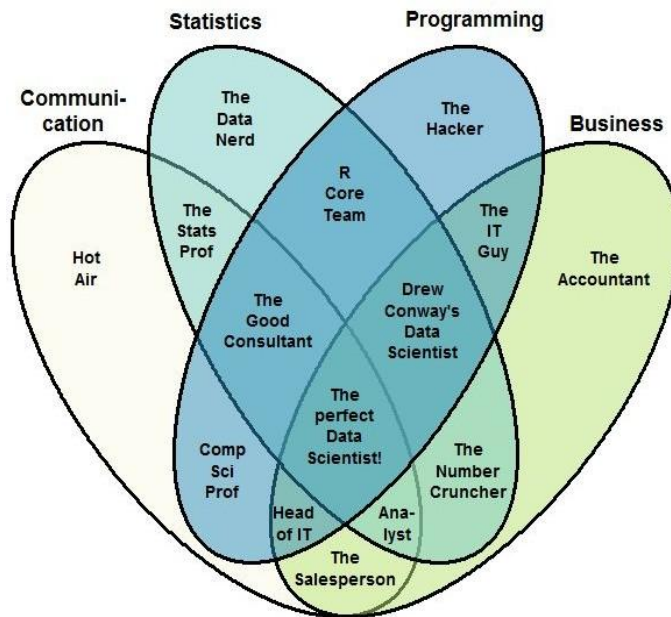 Statistics
Programming
Communi-
cation
Business
The
Data
Nerd
The
Hacker
R
Core
Team
The
Stats
Prof
The
IT
Guy
Hot
Air
The
Accountant
The
Good
Consultant
Drew
Conway's
Data
Scientist
The
perfect
Data
Scientist!
Comp
Sci
Prof
The
Number
Cruncher
Head
of IT
Ana-
lyst
The
Salesperson